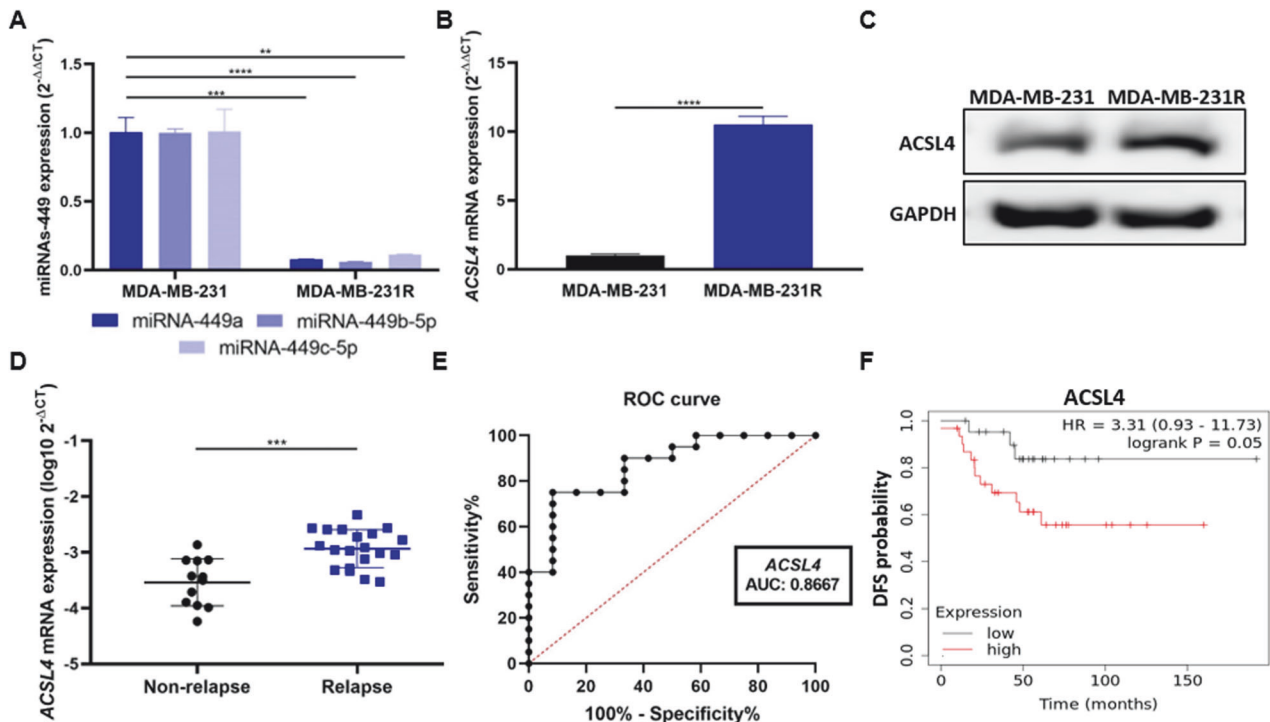 A
miRNAs-449 expression (2^-ΔΔCT)
1.5
1.0
0.5
0.0
**
****
***
MDA-MB-231
MDA-MB-231R
miRNA-449a
miRNA-449b-5p
miRNA-449c-5p
B
ACSL4 mRNA expression (2^-ΔΔCT)
15
10
5
0
****
MDA-MB-231
MDA-MB-231R
C
MDA-MB-231 MDA-MB-231R
ACSL4
GAPDH
D
ACSL4 mRNA expression (log10 2^-ΔCT)
-1
-2
-3
-4
-5
***
Non-relapse
Relapse
E
ROC curve
Sensitivity%
100
80
60
40
20
0
ACSL4
AUC: 0.8667
0 20 40 60 80 100
100% - Specificity%
F
ACSL4
DFS probability
1.0
0.8
0.6
0.4
0.2
0.0
HR = 3.31 (0.93 - 11.73)
logrank P = 0.05
Expression
low
high
0 50 100 150
Time (months)